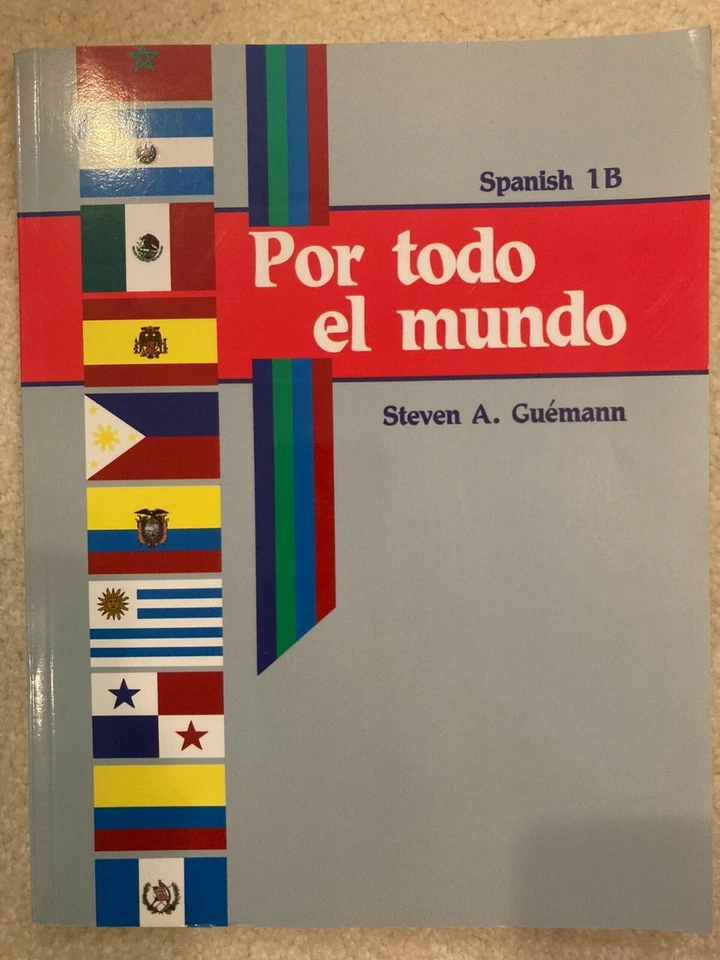 Spanish 1B
Por todo
el mundo
Steven A. Guémann